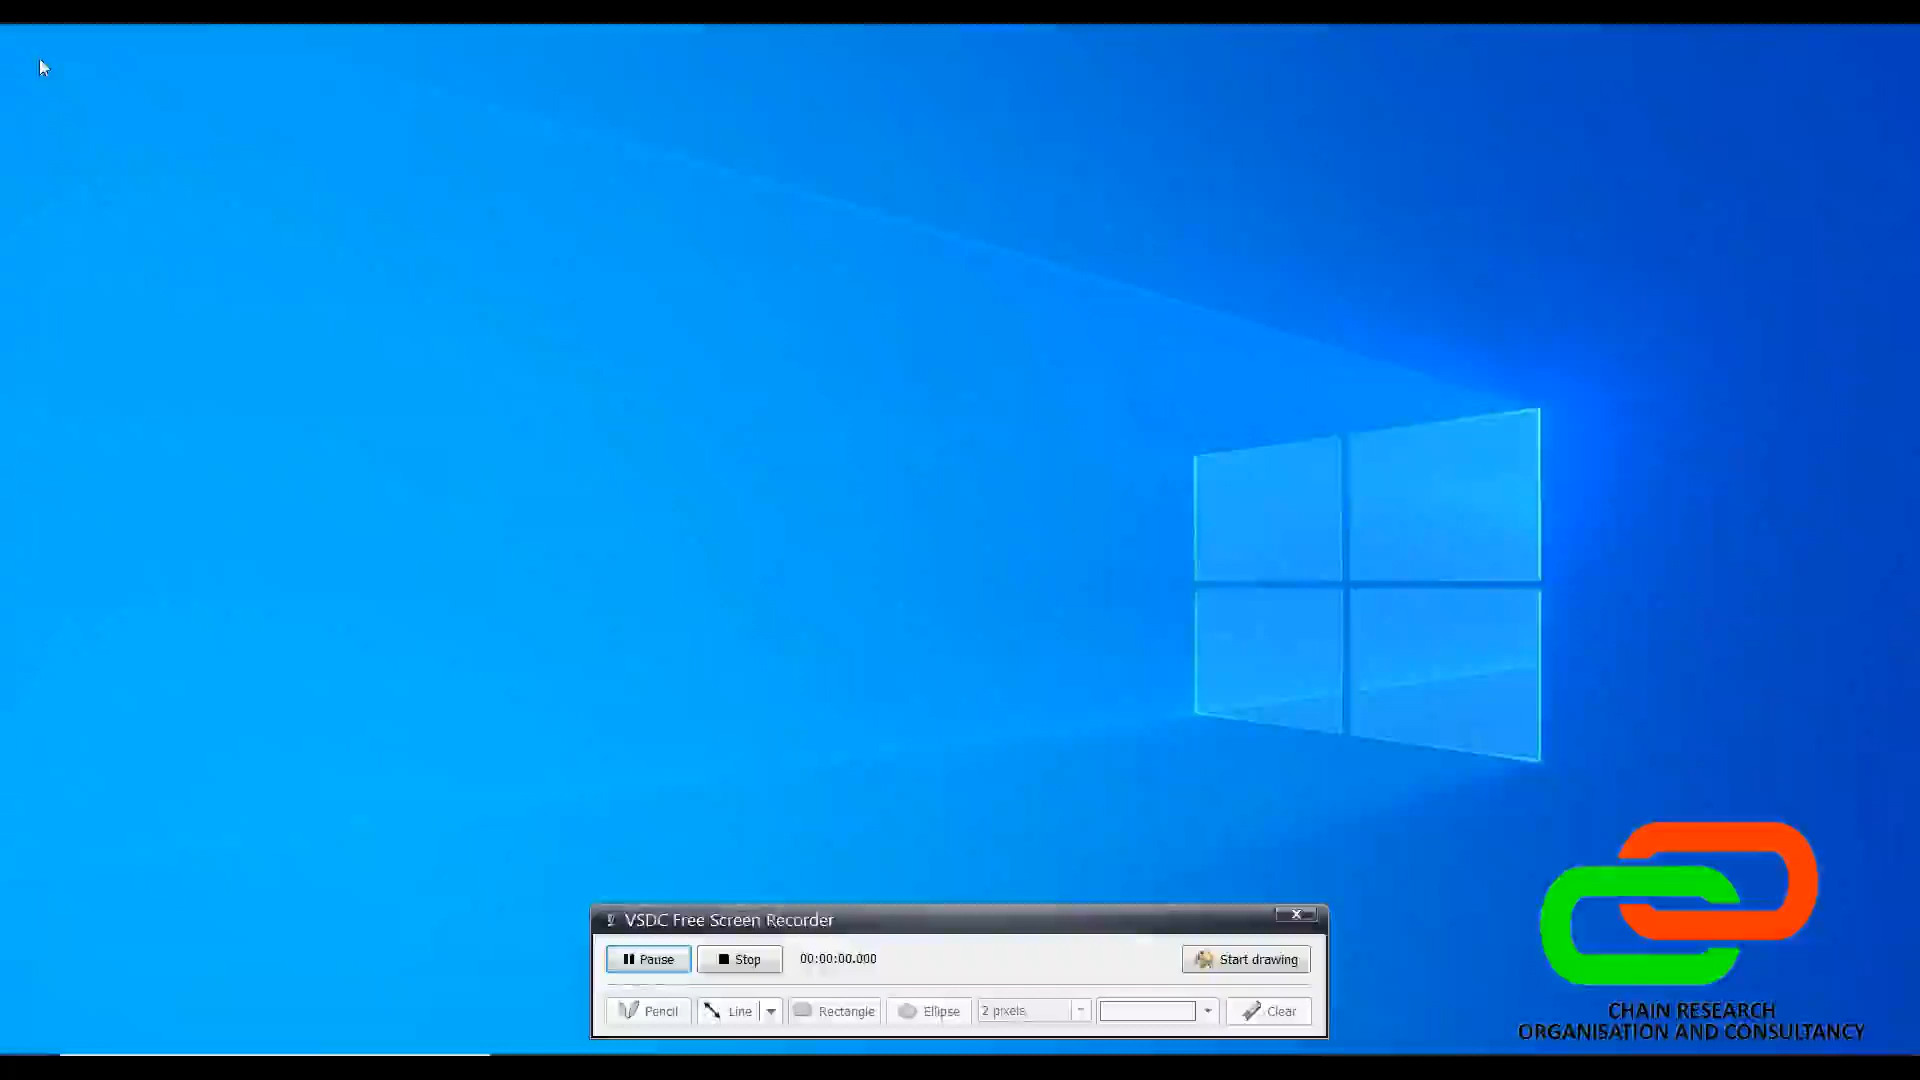 VSDC Free Screen Recorder
Pause Stop 00:00:00.000 Start drawing
Pencil Line Rectangle Ellipse 2 pixels Clear
CHAIN RESEARCH
ORGANISATION AND CONSULTANCY